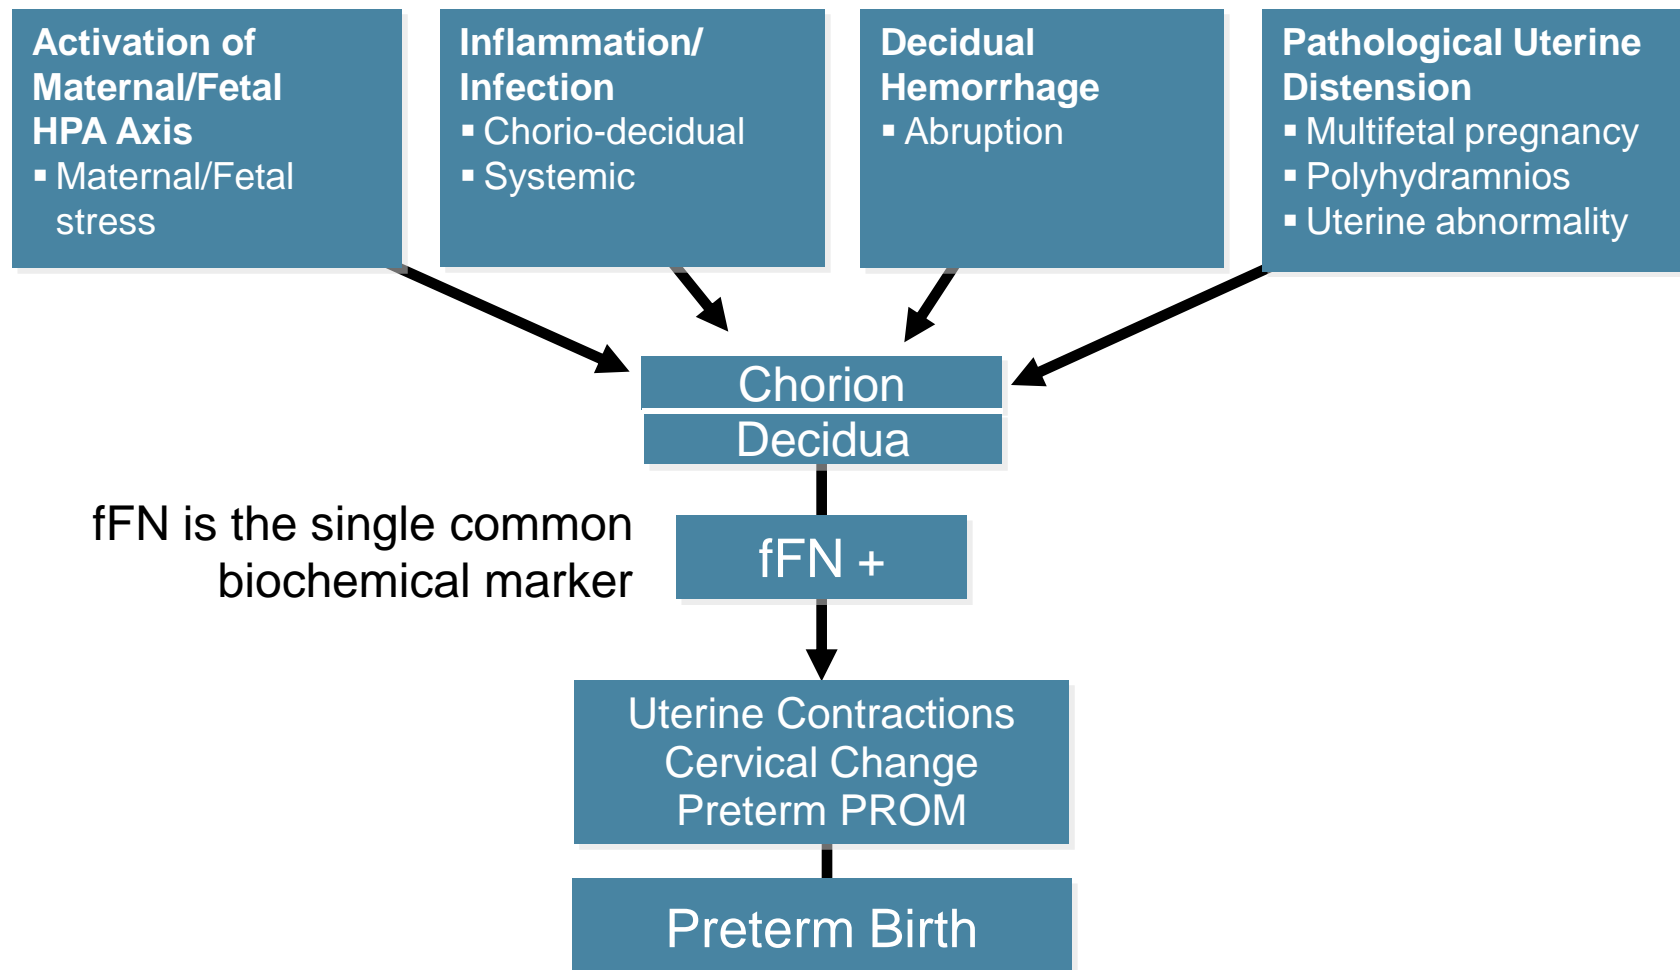 Activation of
Maternal/Fetal
HPA Axis
▪ Maternal/Fetal
stress
Inflammation/
Infection
▪ Chorio-decidual
▪ Systemic
Decidual
Hemorrhage
▪ Abruption
Pathological Uterine
Distension
▪ Multifetal pregnancy
▪ Polyhydramnios
▪ Uterine abnormality
Chorion
Decidua
fFN is the single common
biochemical marker
fFN +
Uterine Contractions
Cervical Change
Preterm PROM
Preterm Birth